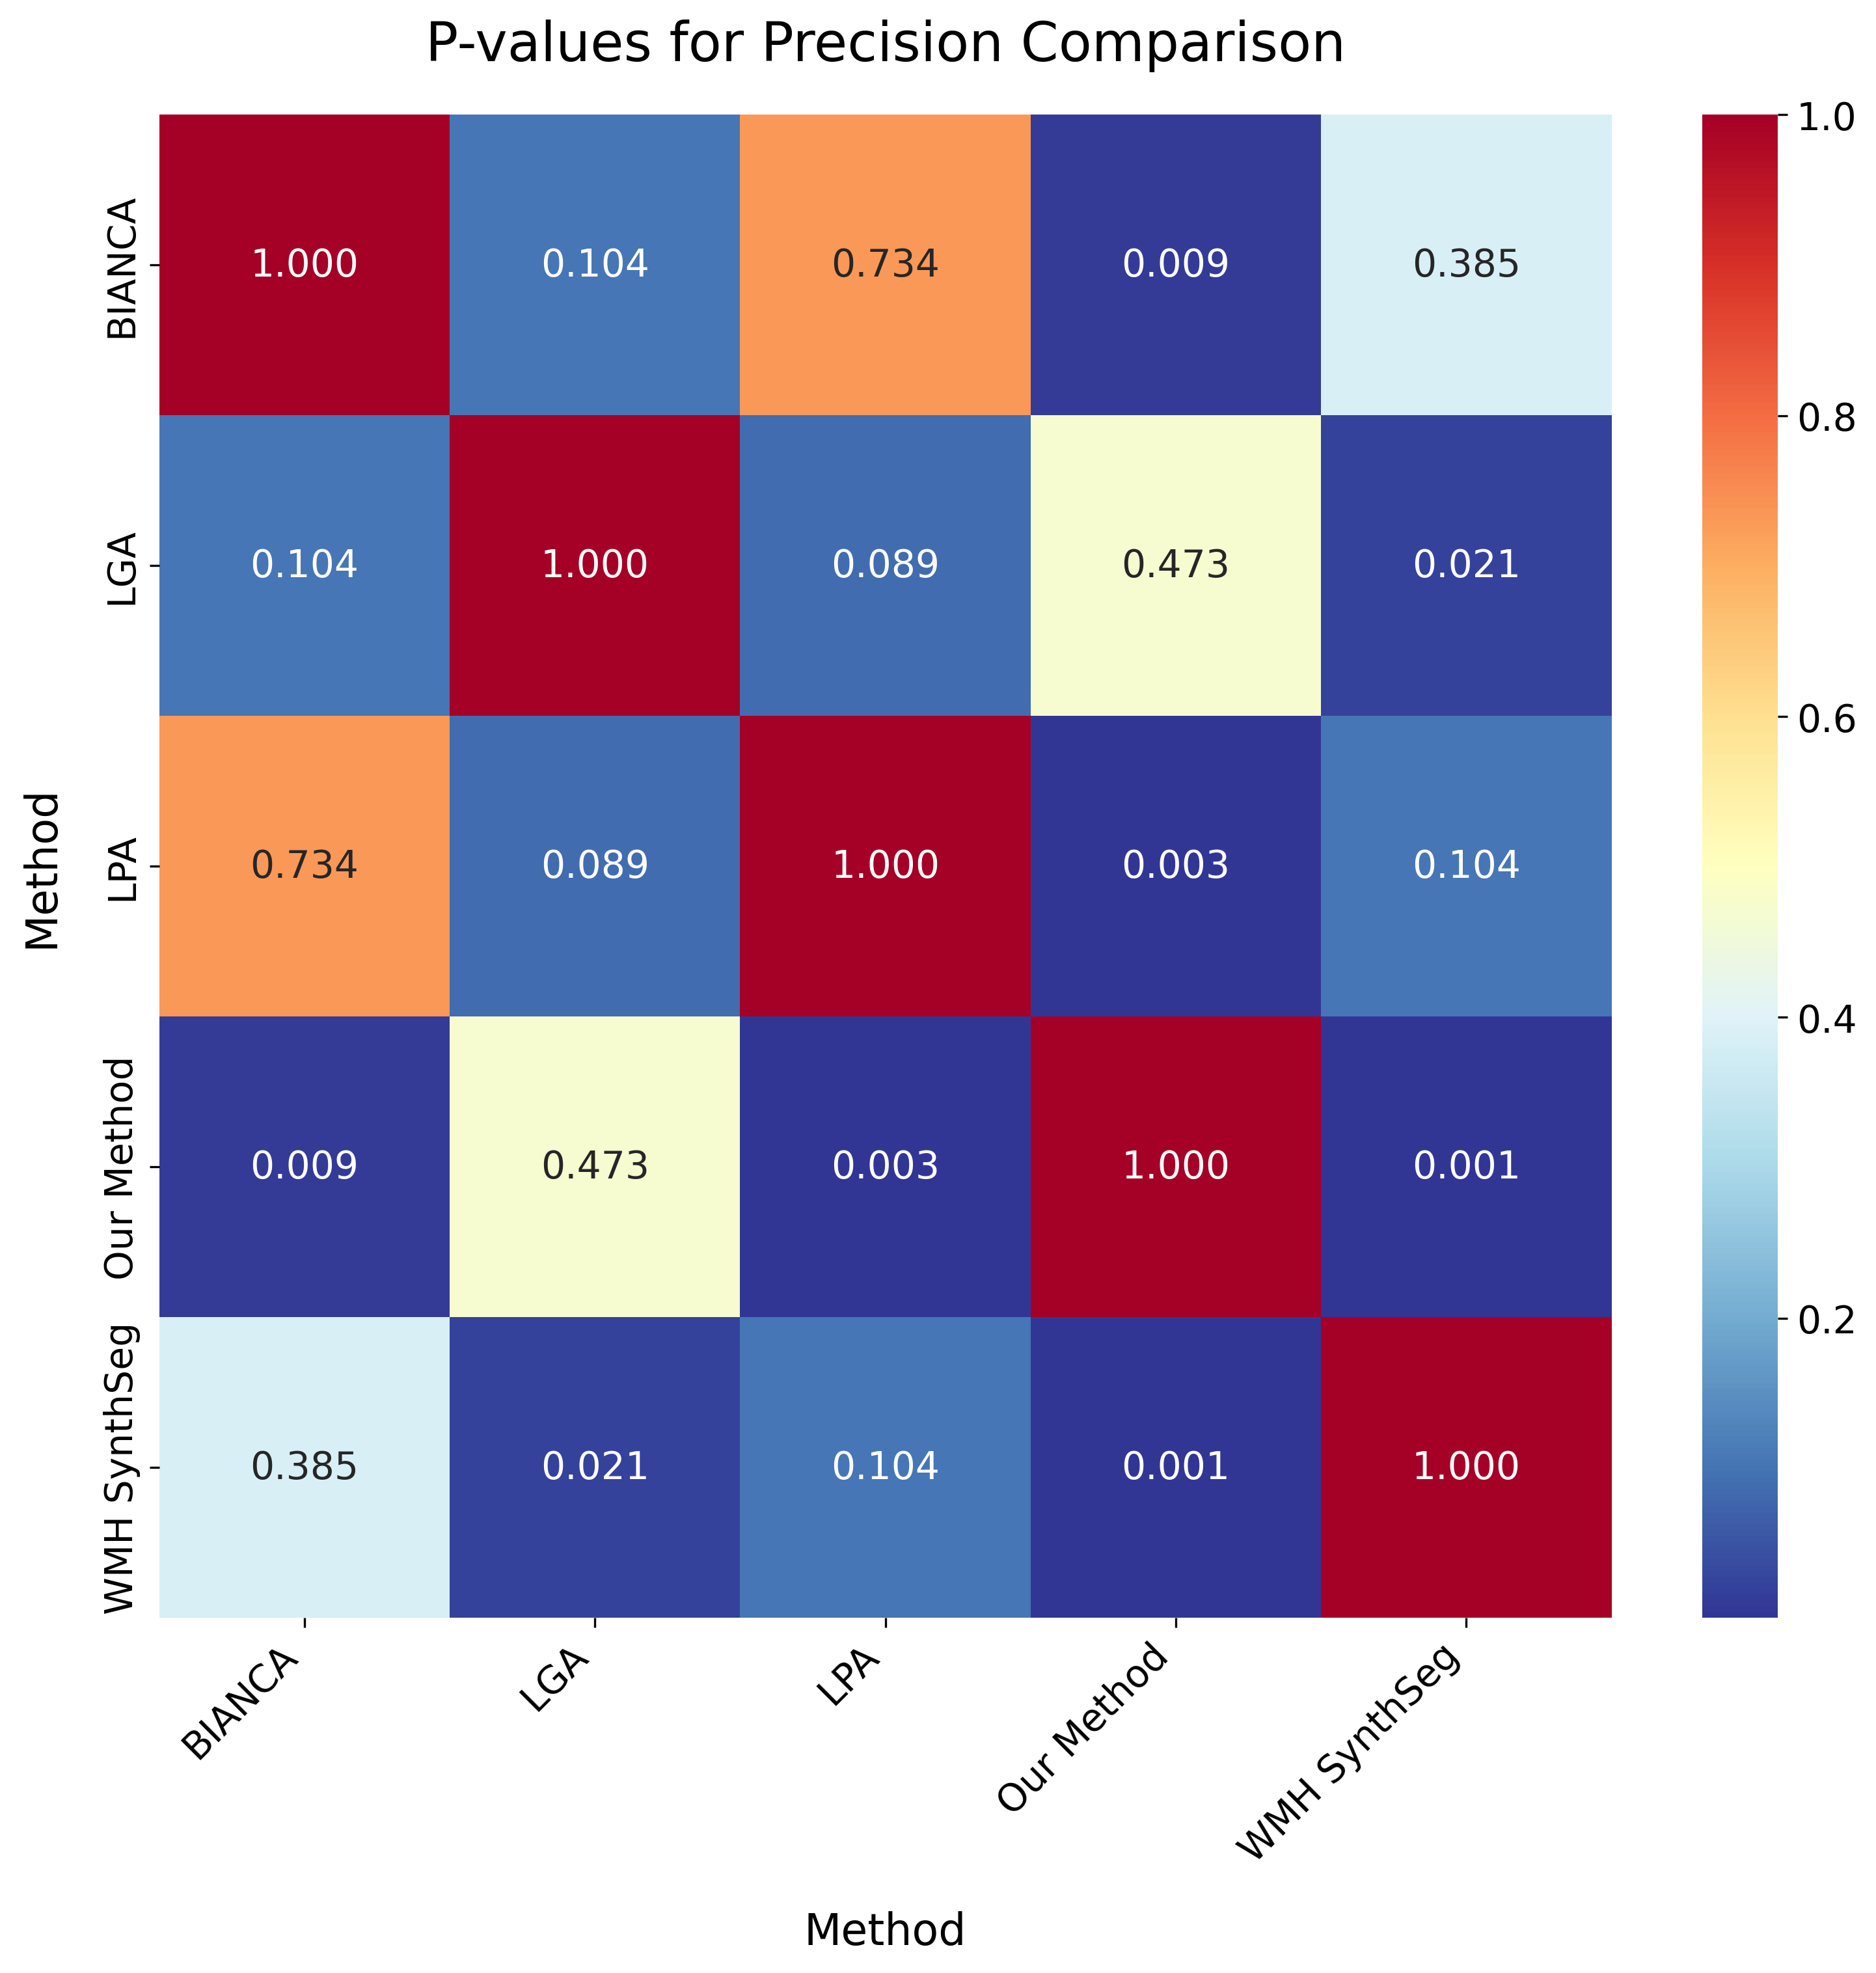 P-values for Precision Comparison
1.0
BIANCA
1.000 0.104 0.734 0.009 0.385
0.8
LGA
0.104 1.000 0.089 0.473 0.021
0.6
Method
LPA
0.734 0.089 1.000 0.003 0.104
0.4
Our Method
0.009 0.473 0.003 1.000 0.001
0.2
WMH SynthSeg
0.385 0.021 0.104 0.001 1.000
BIANCA
LGA
LPA
Our Method
WMH SynthSeg
Method